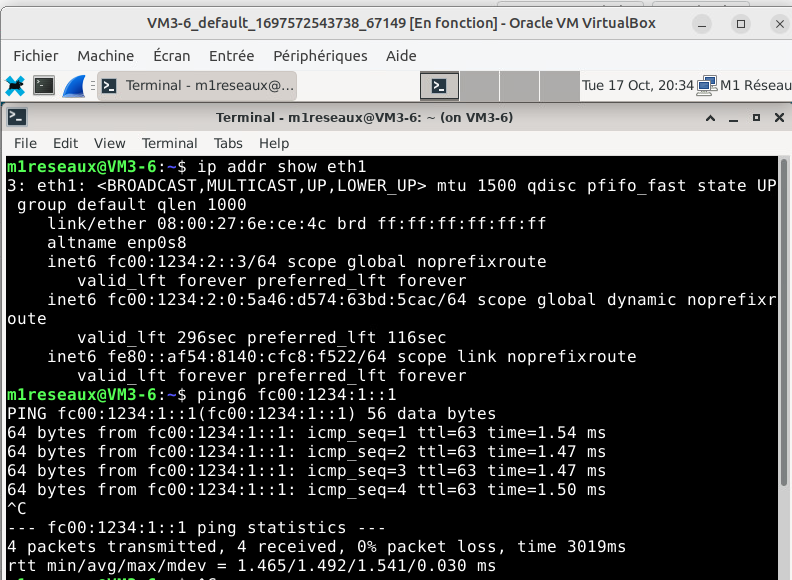 VM3-6_default_1697572543738_67149 [En fonction] - Oracle VM VirtualBox
Fichier Machine Écran Entrée Périphériques Aide
Terminal - m1reseaux@... Tue 17 Oct, 20:34 M1 Réseau
Terminal - m1reseaux@VM3-6: ~ (on VM3-6)
File Edit View Terminal Tabs Help
m1reseaux@VM3-6:~$ ip addr show eth1
3: eth1: <BROADCAST,MULTICAST,UP,LOWER_UP> mtu 1500 qdisc pfifo_fast state UP
 group default qlen 1000
    link/ether 08:00:27:6e:ce:4c brd ff:ff:ff:ff:ff:ff
    altname enp0s8
    inet6 fc00:1234:2::3/64 scope global noprefixroute
       valid_lft forever preferred_lft forever
    inet6 fc00:1234:2:0:5a46:d574:63bd:5cac/64 scope global dynamic noprefixr
oute
       valid_lft 296sec preferred_lft 116sec
    inet6 fe80::af54:8140:cfc8:f522/64 scope link noprefixroute
       valid_lft forever preferred_lft forever
m1reseaux@VM3-6:~$ ping6 fc00:1234:1::1
PING fc00:1234:1::1(fc00:1234:1::1) 56 data bytes
64 bytes from fc00:1234:1::1: icmp_seq=1 ttl=63 time=1.54 ms
64 bytes from fc00:1234:1::1: icmp_seq=2 ttl=63 time=1.47 ms
64 bytes from fc00:1234:1::1: icmp_seq=3 ttl=63 time=1.47 ms
64 bytes from fc00:1234:1::1: icmp_seq=4 ttl=63 time=1.50 ms
^C
--- fc00:1234:1::1 ping statistics ---
4 packets transmitted, 4 received, 0% packet loss, time 3019ms
rtt min/avg/max/mdev = 1.465/1.492/1.541/0.030 ms